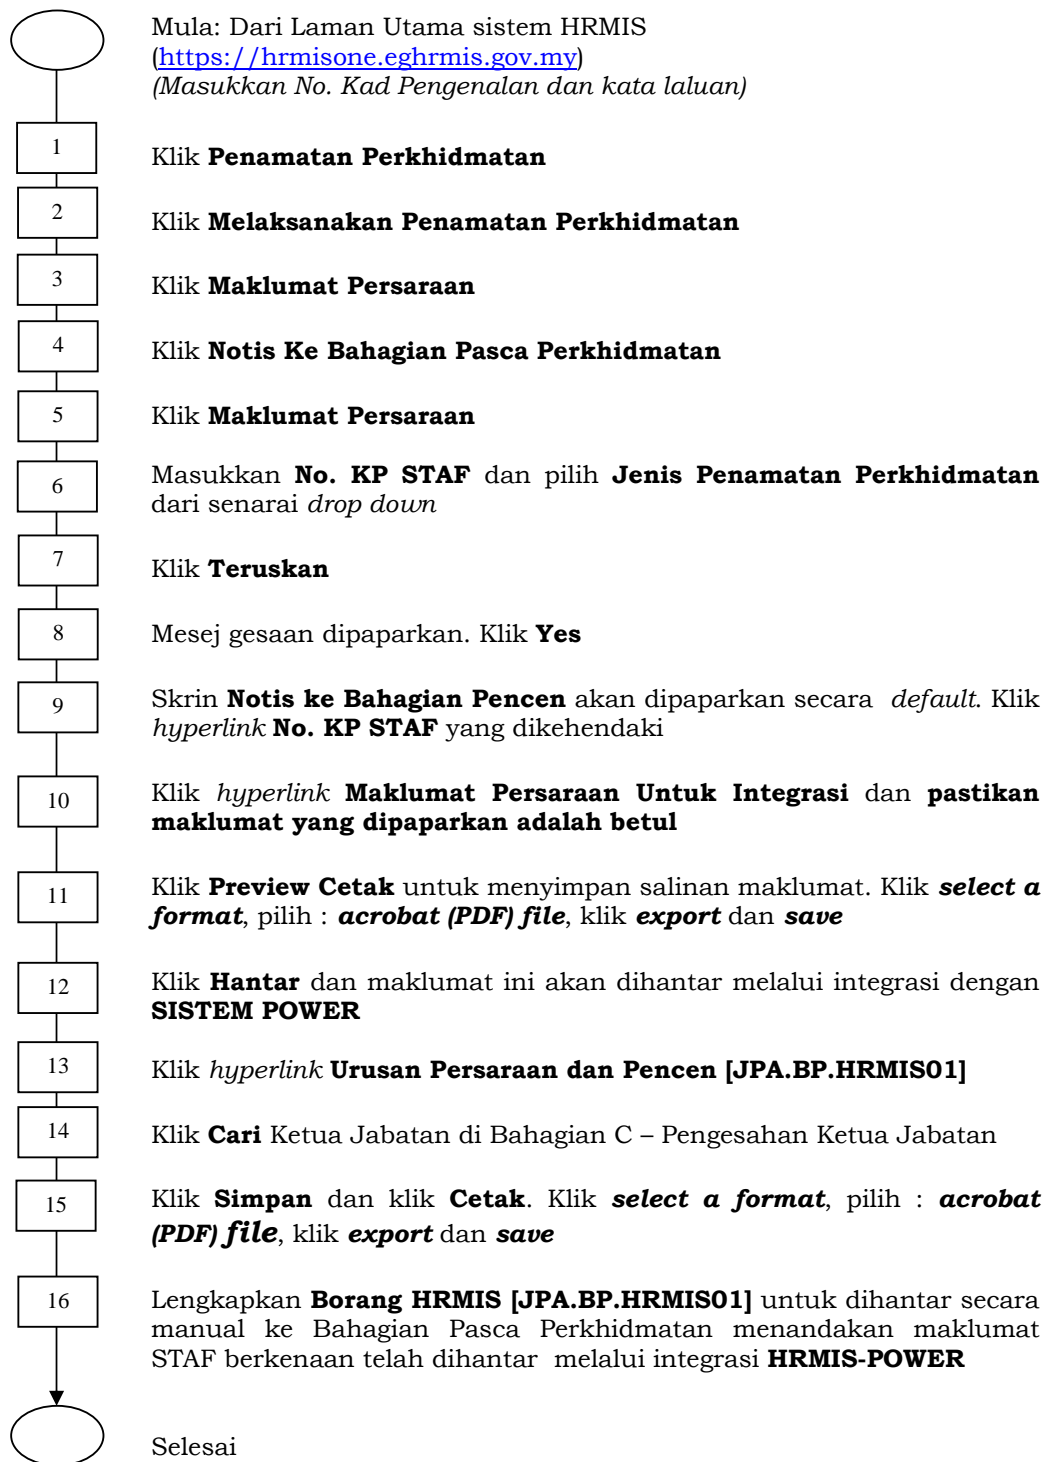 Mula: Dari Laman Utama sistem HRMIS
(https://hrmisone.eghrmis.gov.my)
(Masukkan No. Kad Pengenalan dan kata laluan)
1
Klik Penamatan Perkhidmatan
2
Klik Melaksanakan Penamatan Perkhidmatan
3
Klik Maklumat Persaraan
4
Klik Notis Ke Bahagian Pasca Perkhidmatan
5
Klik Maklumat Persaraan
6
Masukkan No. KP STAF dan pilih Jenis Penamatan Perkhidmatan
dari senarai drop down
7
Klik Teruskan
8
Mesej gesaan dipaparkan. Klik Yes
9
Skrin Notis ke Bahagian Pencen akan dipaparkan secara default. Klik
hyperlink No. KP STAF yang dikehendaki
10
Klik hyperlink Maklumat Persaraan Untuk Integrasi dan pastikan
maklumat yang dipaparkan adalah betul
11
Klik Preview Cetak untuk menyimpan salinan maklumat. Klik select a
format, pilih : acrobat (PDF) file, klik export dan save
12
Klik Hantar dan maklumat ini akan dihantar melalui integrasi dengan
SISTEM POWER
13
Klik hyperlink Urusan Persaraan dan Pencen [JPA.BP.HRMIS01]
14
Klik Cari Ketua Jabatan di Bahagian C – Pengesahan Ketua Jabatan
15
Klik Simpan dan klik Cetak. Klik select a format, pilih : acrobat
(PDF) file, klik export dan save
16
Lengkapkan Borang HRMIS [JPA.BP.HRMIS01] untuk dihantar secara
manual ke Bahagian Pasca Perkhidmatan menandakan maklumat
STAF berkenaan telah dihantar melalui integrasi HRMIS-POWER
Selesai